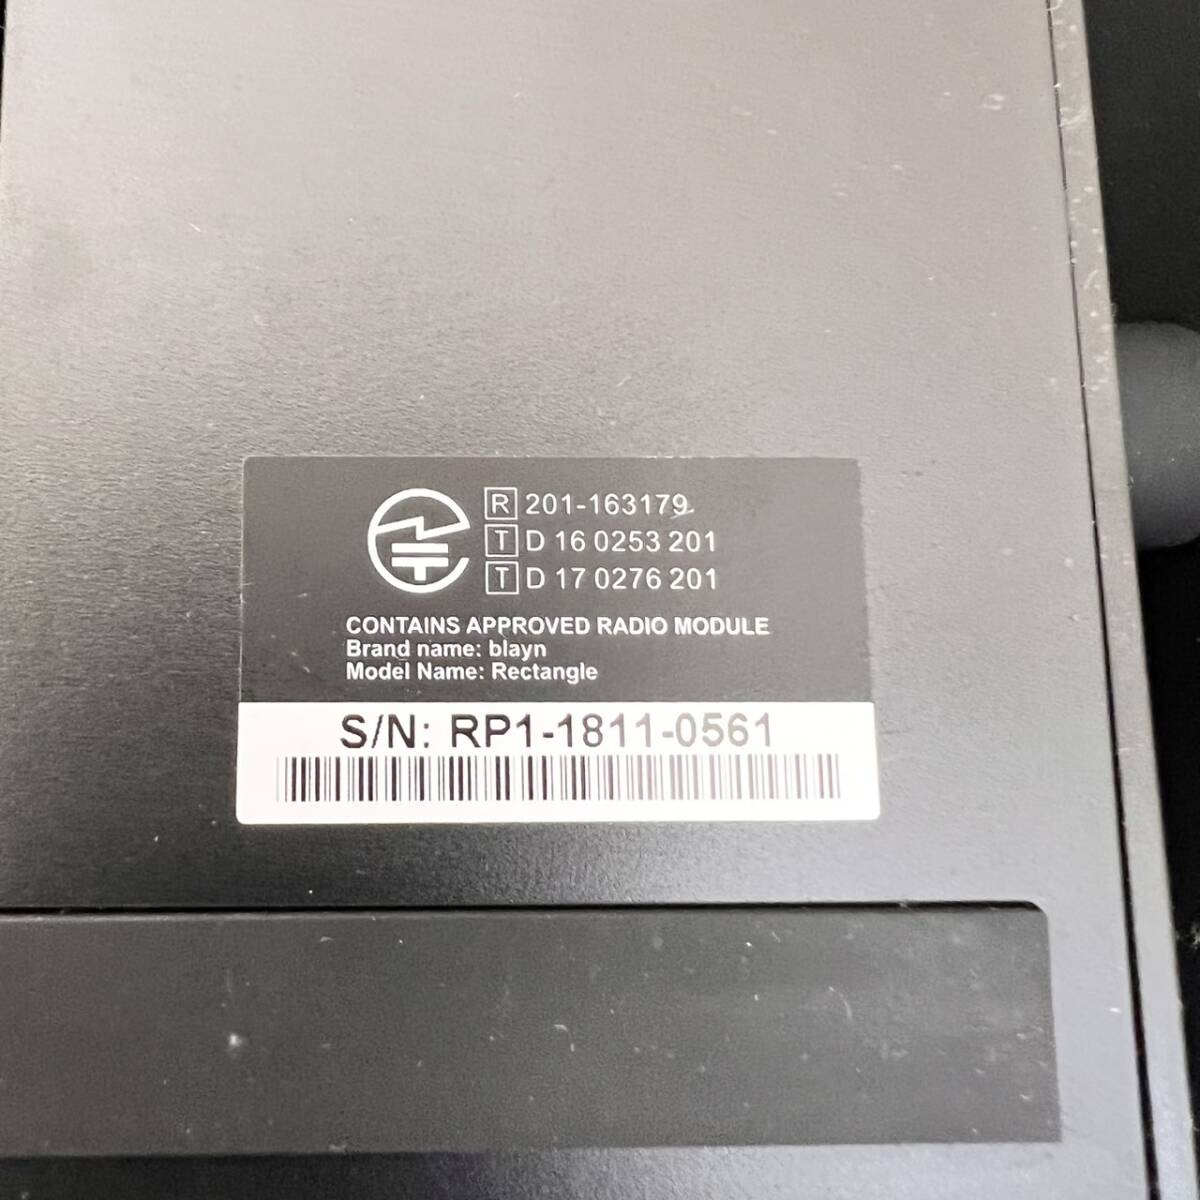 R 201-163179
T D 16 0253 201
T D 17 0276 201
CONTAINS APPROVED RADIO MODULE
Brand name: blayn
Model Name: Rectangle
S/N: RP1-1811-0561